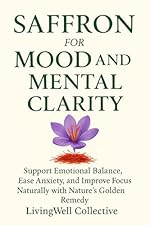 SAFFRON
FOR
MOOD AND
MENTAL
CLARITY
Support Emotional Balance,
Ease Anxiety, and Improve Focus
Naturally with Nature's Golden
Remedy
LivingWell Collective